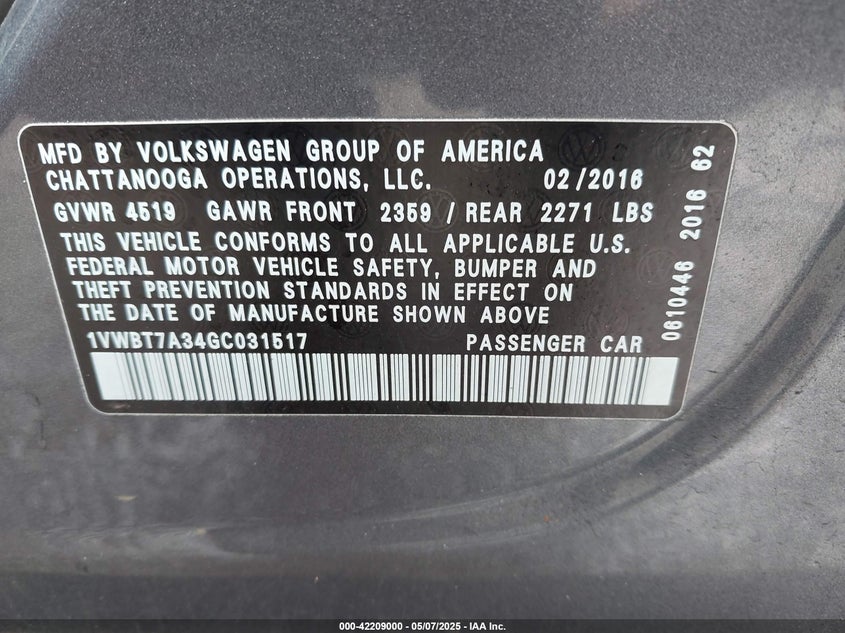 MFD BY VOLKSWAGEN GROUP OF AMERICA
CHATTANOOGA OPERATIONS, LLC. 02/2016
GVWR 4519 GAWR FRONT 2359 / REAR 2271 LBS
THIS VEHICLE CONFORMS TO ALL APPLICABLE U.S.
FEDERAL MOTOR VEHICLE SAFETY, BUMPER AND
THEFT PREVENTION STANDARDS IN EFFECT ON
THE DATE OF MANUFACTURE SHOWN ABOVE
1VWBT7A34GC031517 PASSENGER CAR
0610446 2016 62
000-42209000 - 05/07/2025 - IAA Inc.